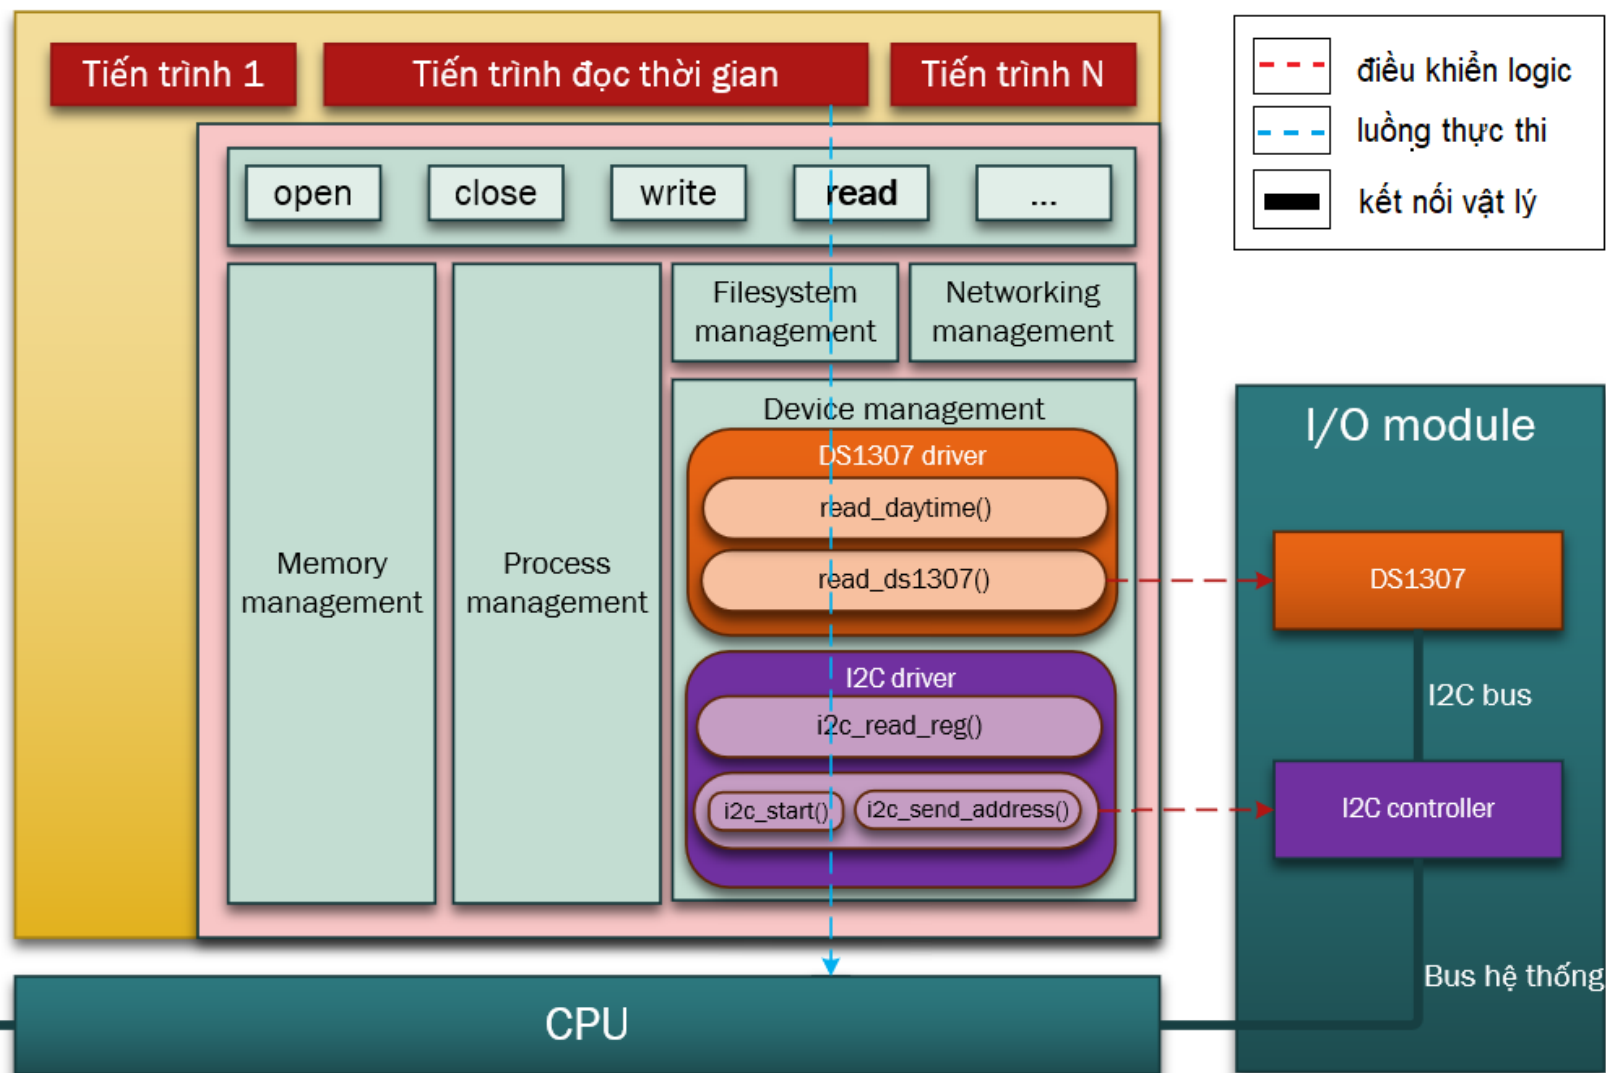 Tiến trình 1
Tiến trình đọc thời gian
Tiến trình N
điều khiển logic
luồng thực thi
kết nối vật lý
open
close
write
read
...
Memory
management
Process
management
Filesystem
management
Networking
management
Device management
DS1307 driver
read_daytime()
read_ds1307()
I2C driver
i2c_read_reg()
i2c_start()
i2c_send_address()
I/O module
DS1307
I2C bus
I2C controller
Bus hệ thống
CPU